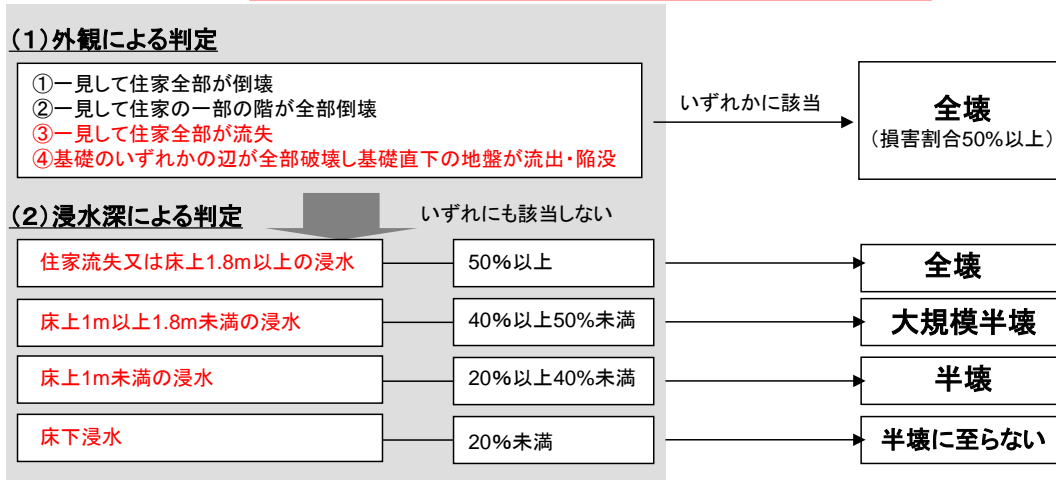 (1)外観による判定
①一見して住家全部が倒壊
②一見して住家の一部の階が全部倒壊
③一見して住家全部が流失
④基礎のいずれかの辺が全部破壊し基礎直下の地盤が流出・陥没
いずれかに該当
全壊
(損害割合50%以上)
(2)浸水深による判定
いずれにも該当しない
住家流失又は床上1.8m以上の浸水
50%以上
全壊
床上1m以上1.8m未満の浸水
40%以上50%未満
大規模半壊
床上1m未満の浸水
20%以上40%未満
半壊
床下浸水
20%未満
半壊に至らない